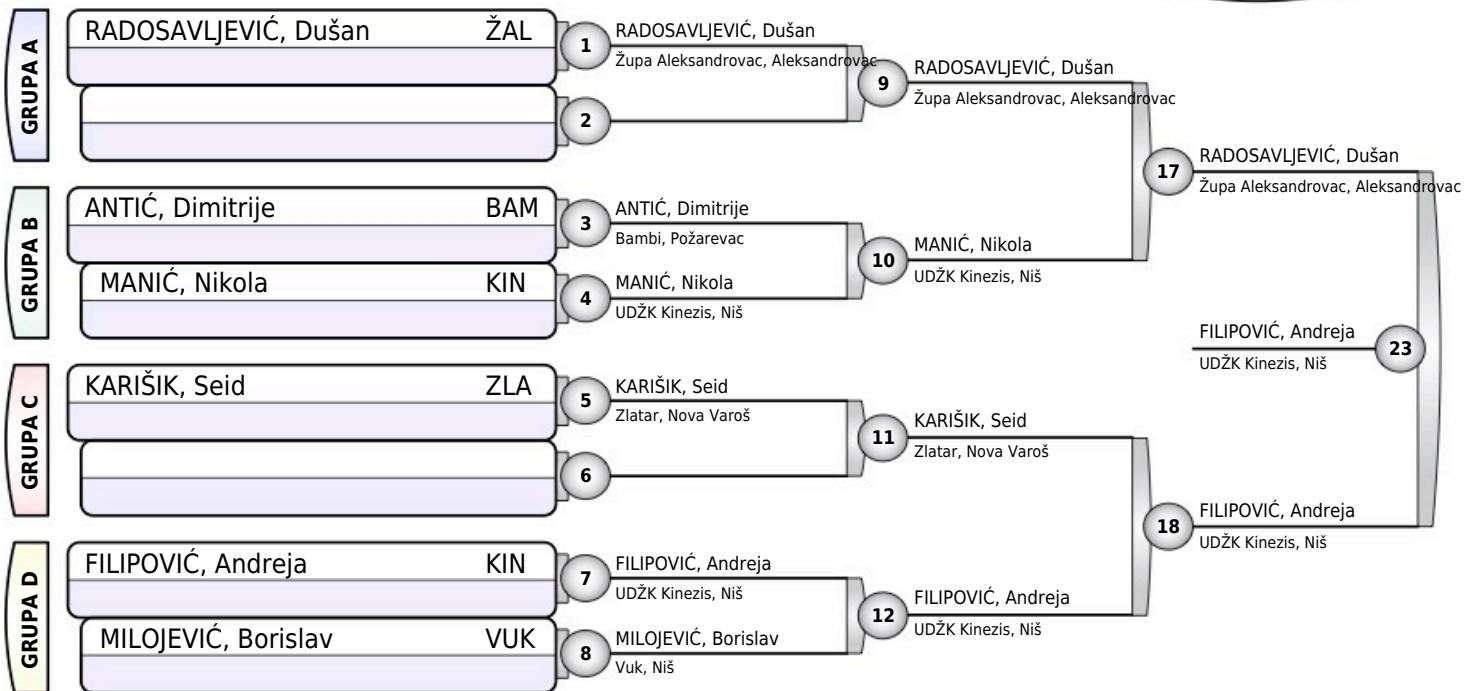 GRUPA A
RADOSAVLJEVIĆ, Dušan ŽAL
1
RADOSAVLJEVIĆ, Dušan
Župa Aleksandrovac, Aleksandrovac
2
9
RADOSAVLJEVIĆ, Dušan
Župa Aleksandrovac, Aleksandrovac
GRUPA B
ANTIĆ, Dimitrije BAM
3
ANTIĆ, Dimitrije
Bambi, Požarevac
MANIĆ, Nikola KIN
4
MANIĆ, Nikola
UDŽK Kinezis, Niš
10
MANIĆ, Nikola
UDŽK Kinezis, Niš
17
RADOSAVLJEVIĆ, Dušan
Župa Aleksandrovac, Aleksandrovac
GRUPA C
KARIŠIK, Seid ZLA
5
KARIŠIK, Seid
Zlatar, Nova Varoš
6
11
KARIŠIK, Seid
Zlatar, Nova Varoš
GRUPA D
FILIPOVIĆ, Andreja KIN
7
FILIPOVIĆ, Andreja
UDŽK Kinezis, Niš
MILOJEVIĆ, Borislav VUK
8
MILOJEVIĆ, Borislav
Vuk, Niš
12
FILIPOVIĆ, Andreja
UDŽK Kinezis, Niš
18
FILIPOVIĆ, Andreja
UDŽK Kinezis, Niš
FILIPOVIĆ, Andreja
UDŽK Kinezis, Niš
23